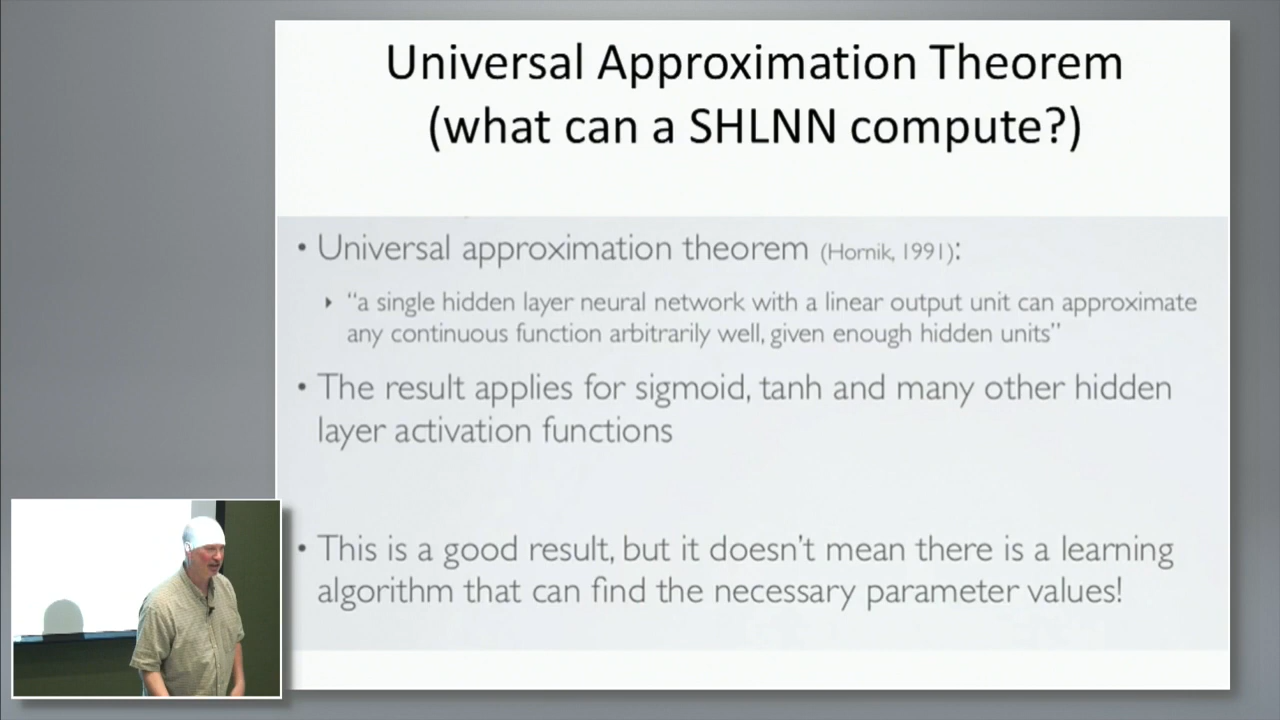 Universal Approximation Theorem
(what can a SHLNN compute?)
• Universal approximation theorem (Hornik, 1991):
‣ “a single hidden layer neural network with a linear output unit can approximate
any continuous function arbitrarily well, given enough hidden units”
• The result applies for sigmoid, tanh and many other hidden
layer activation functions
• This is a good result, but it doesn’t mean there is a learning
algorithm that can find the necessary parameter values!